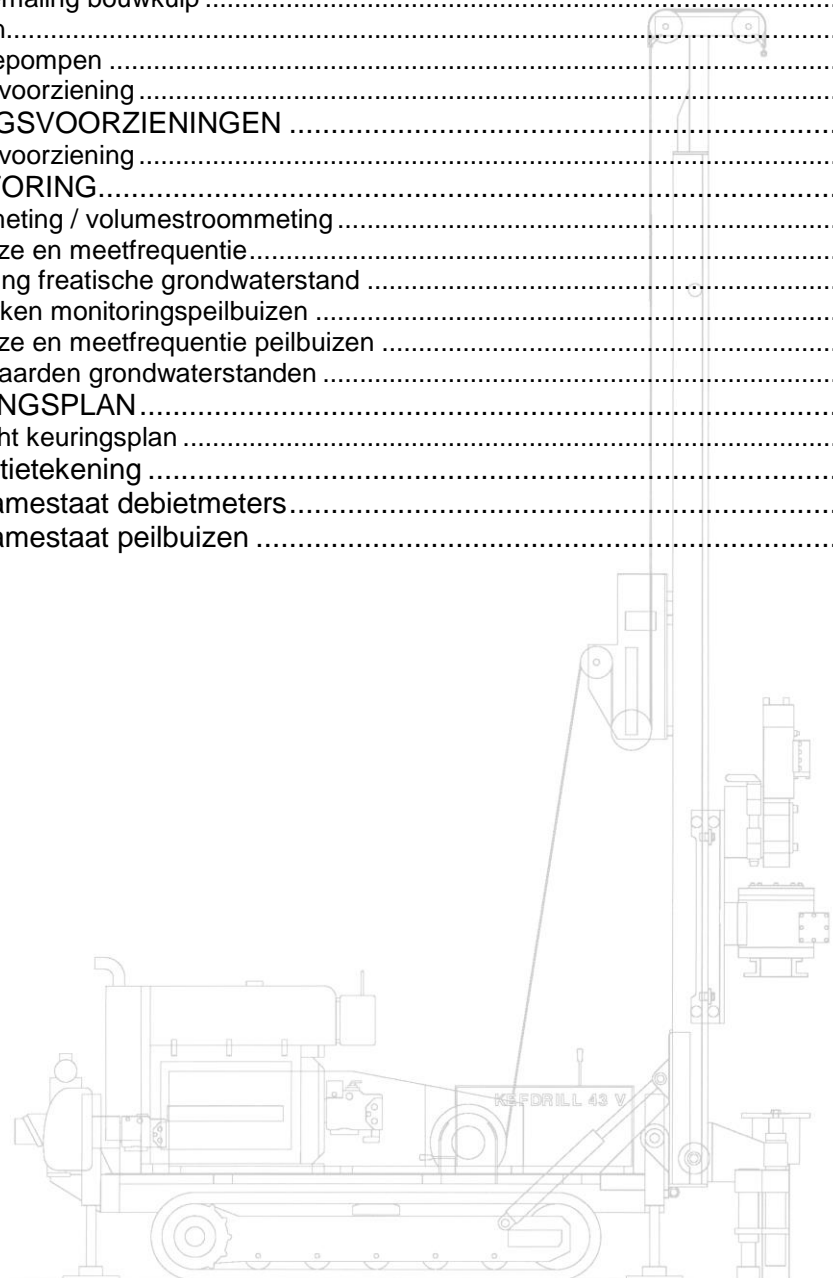 maling bouwkuip ........................................
n........................................
epompen ........................................
voorziening ........................................
GSVOORZIENINGEN ........................................
voorziening ........................................
TORING........................................
meting / volumestroommeting ........................................
ze en meetfrequentie........................................
ng freatische grondwaterstand ........................................
ken monitoringspeilbuizen ........................................
ze en meetfrequentie peilbuizen ........................................
aarden grondwaterstanden ........................................
NGSPLAN........................................
ht keuringsplan ........................................
tietekening ........................................
amestaat debietmeters........................................
amestaat peilbuizen ........................................
43 V